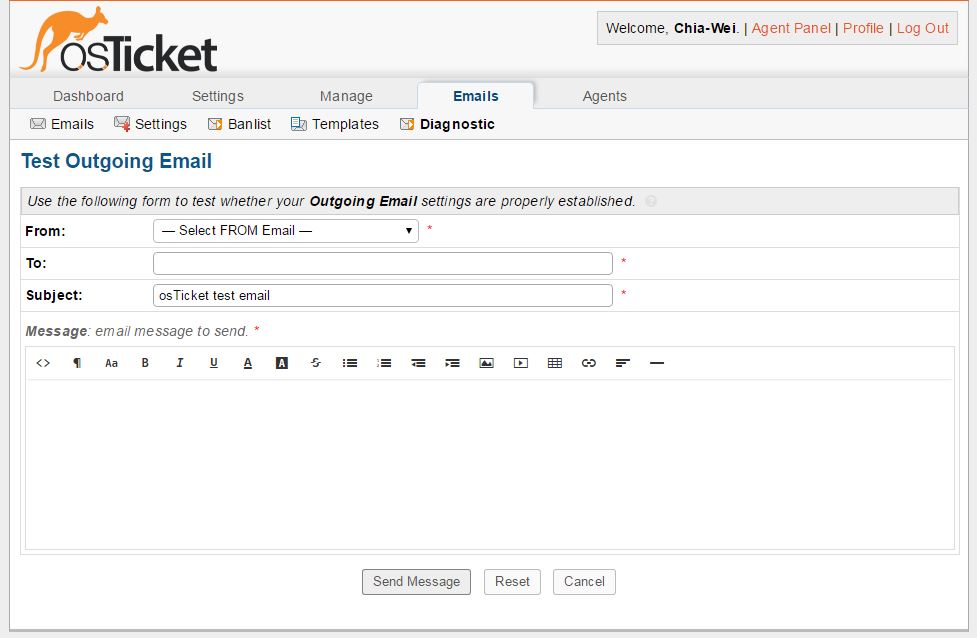 osTicket
Welcome, Chia-Wei. | Agent Panel | Profile | Log Out
Dashboard Settings Manage Emails Agents
Emails Settings Banlist Templates Diagnostic
Test Outgoing Email
Use the following form to test whether your Outgoing Email settings are properly established.
From: — Select FROM Email — *
To: *
Subject: osTicket test email *
Message: email message to send. *
<> ¶ Aa B I U A A S
Send Message Reset Cancel